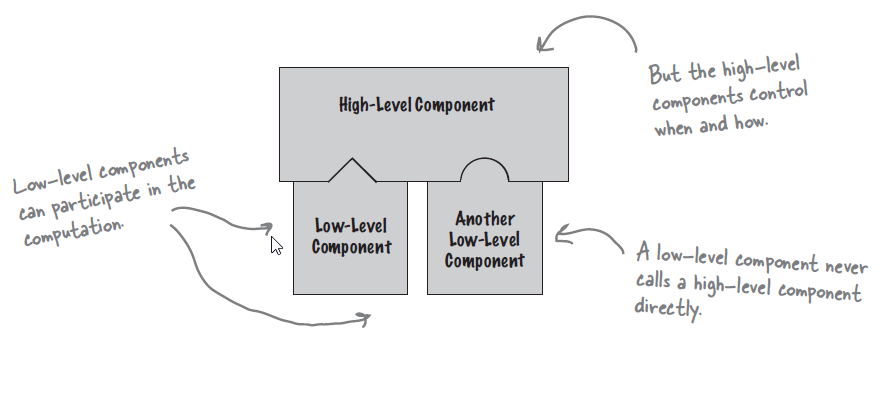 But the high-level
components control
when and how.
High-Level Component
Low-level components
can participate in the
computation.
Low-Level
Component
Another
Low-Level
Component
A low-level component never
calls a high-level component
directly.